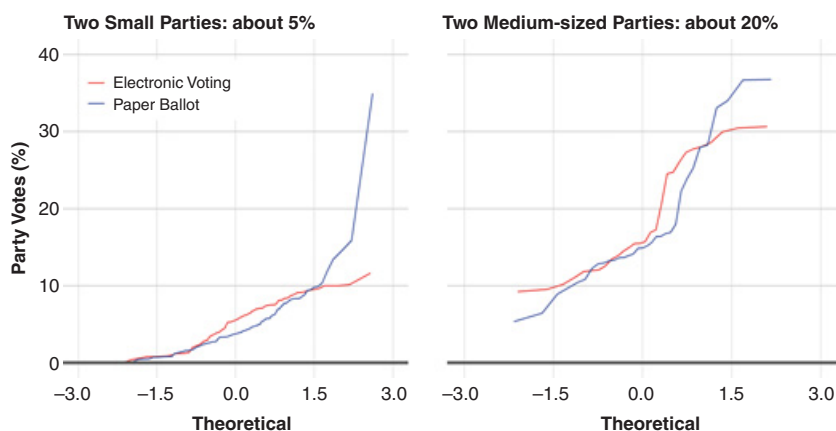 Two Small Parties: about 5%
Two Medium-sized Parties: about 20%
40
30
20
10
0
Party Votes (%)
Electronic Voting
Paper Ballot
–3.0 –1.5 0.0 1.5 3.0
–3.0 –1.5 0.0 1.5 3.0
Theoretical
Theoretical